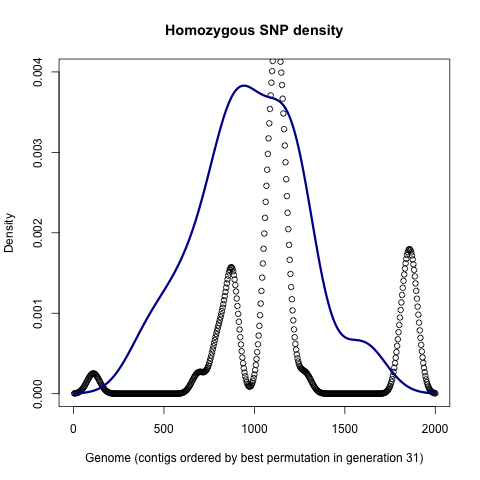 Homozygous SNP density
0.004
0.003
0.002
0.001
0.000
Density
0 500 1000 1500 2000
Genome (contigs ordered by best permutation in generation 31)